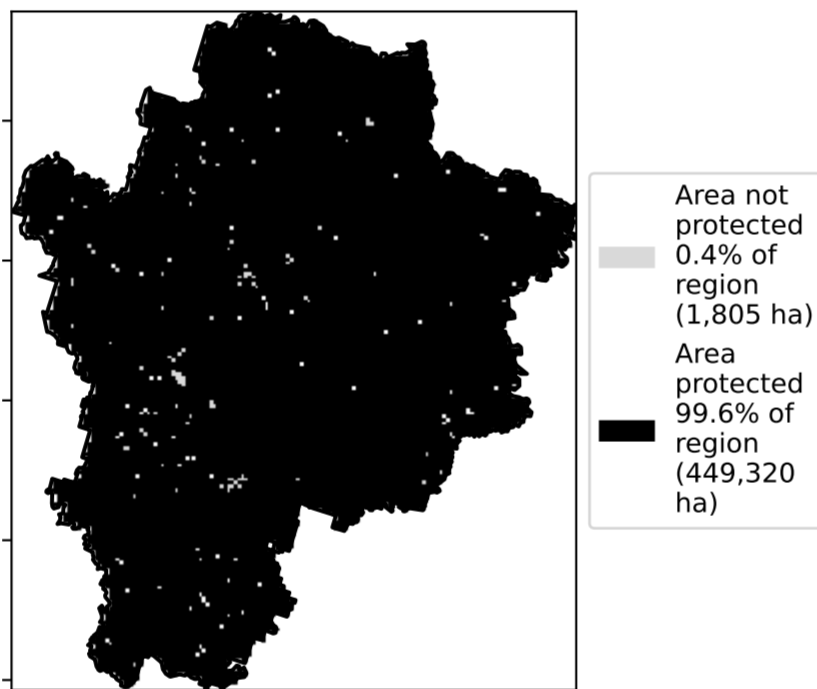 Area not
protected
0.4% of
region
(1,805 ha)
Area
protected
99.6% of
region
(449,320
ha)